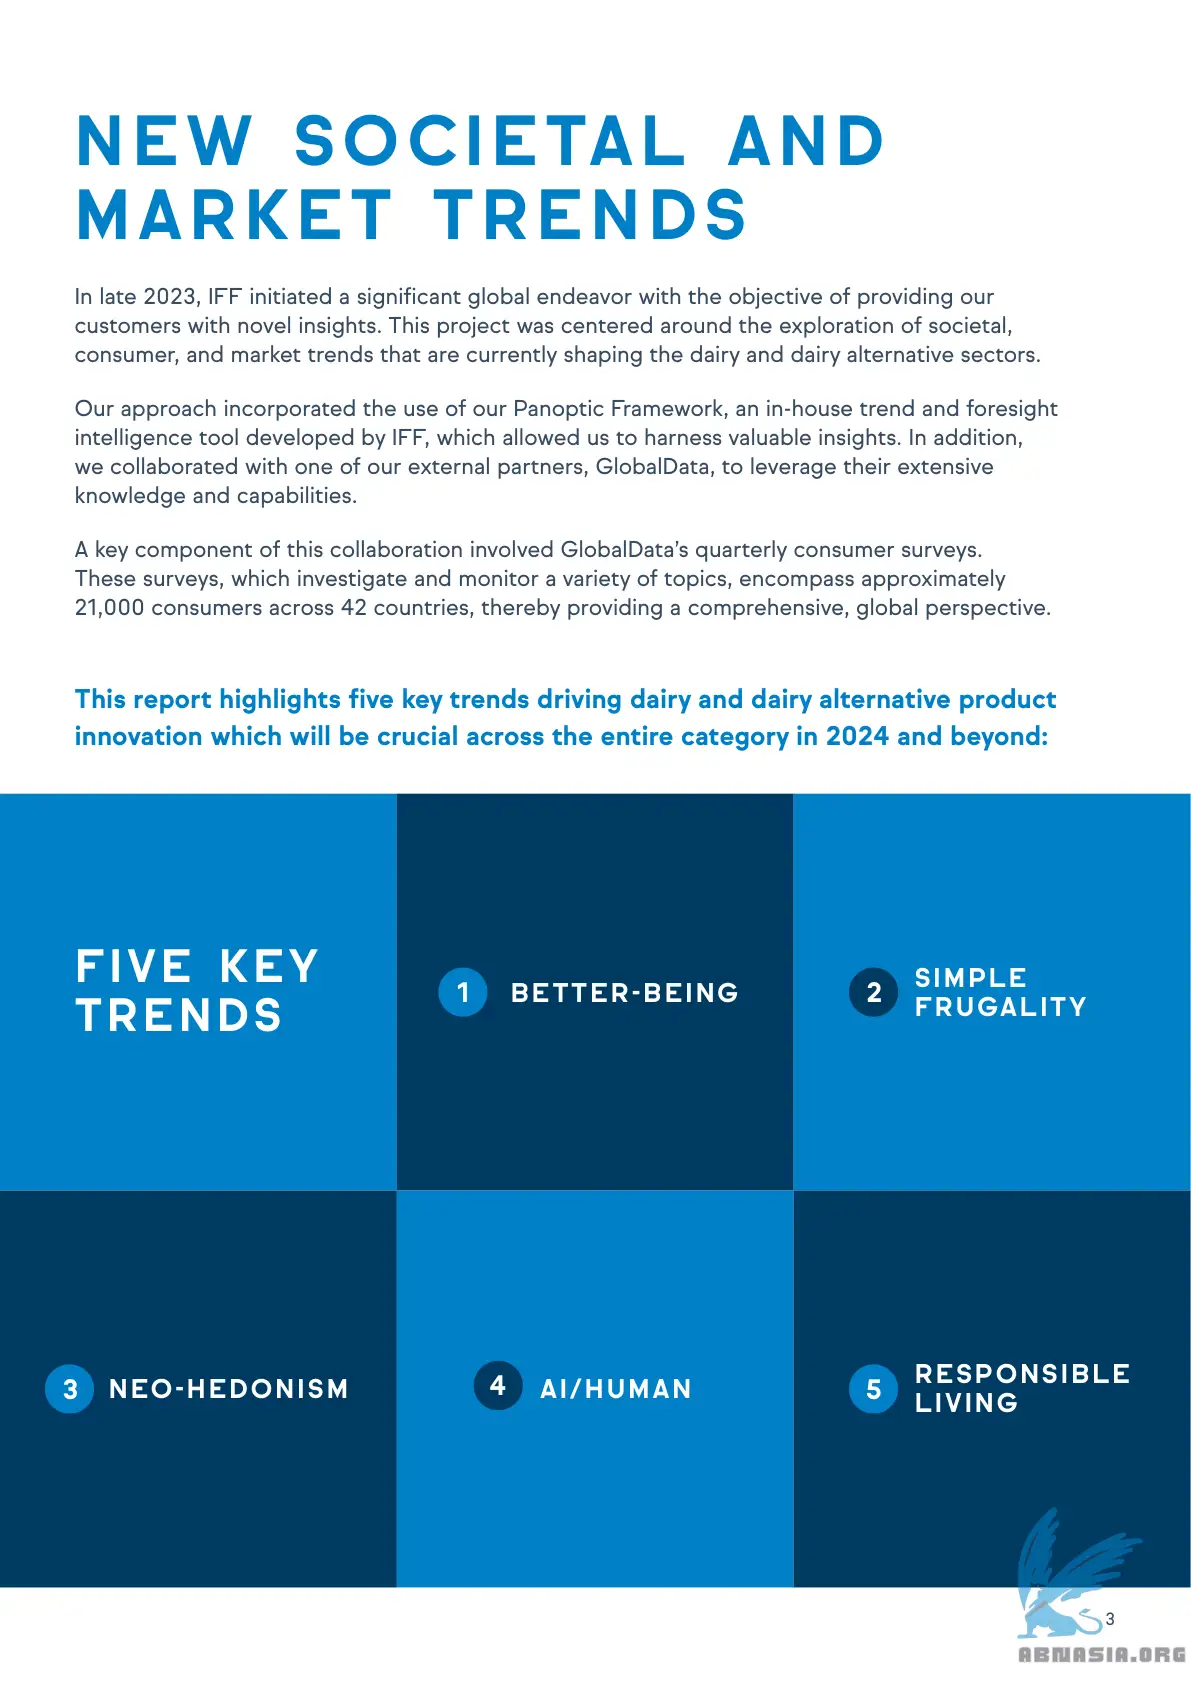 NEW SOCIETAL AND
MARKET TRENDS
In late 2023, IFF initiated a significant global endeavor with the objective of providing our
customers with novel insights. This project was centered around the exploration of societal,
consumer, and market trends that are currently shaping the dairy and dairy alternative sectors.
Our approach incorporated the use of our Panoptic Framework, an in-house trend and foresight
intelligence tool developed by IFF, which allowed us to harness valuable insights. In addition,
we collaborated with one of our external partners, GlobalData, to leverage their extensive
knowledge and capabilities.
A key component of this collaboration involved GlobalData’s quarterly consumer surveys.
These surveys, which investigate and monitor a variety of topics, encompass approximately
21,000 consumers across 42 countries, thereby providing a comprehensive, global perspective.
This report highlights five key trends driving dairy and dairy alternative product
innovation which will be crucial across the entire category in 2024 and beyond:
FIVE KEY
TRENDS
1 BETTER-BEING
2 SIMPLE
FRUGALITY
3 NEO-HEDONISM
4 AI/HUMAN
5 RESPONSIBLE
LIVING
3
ABNASIA.ORG